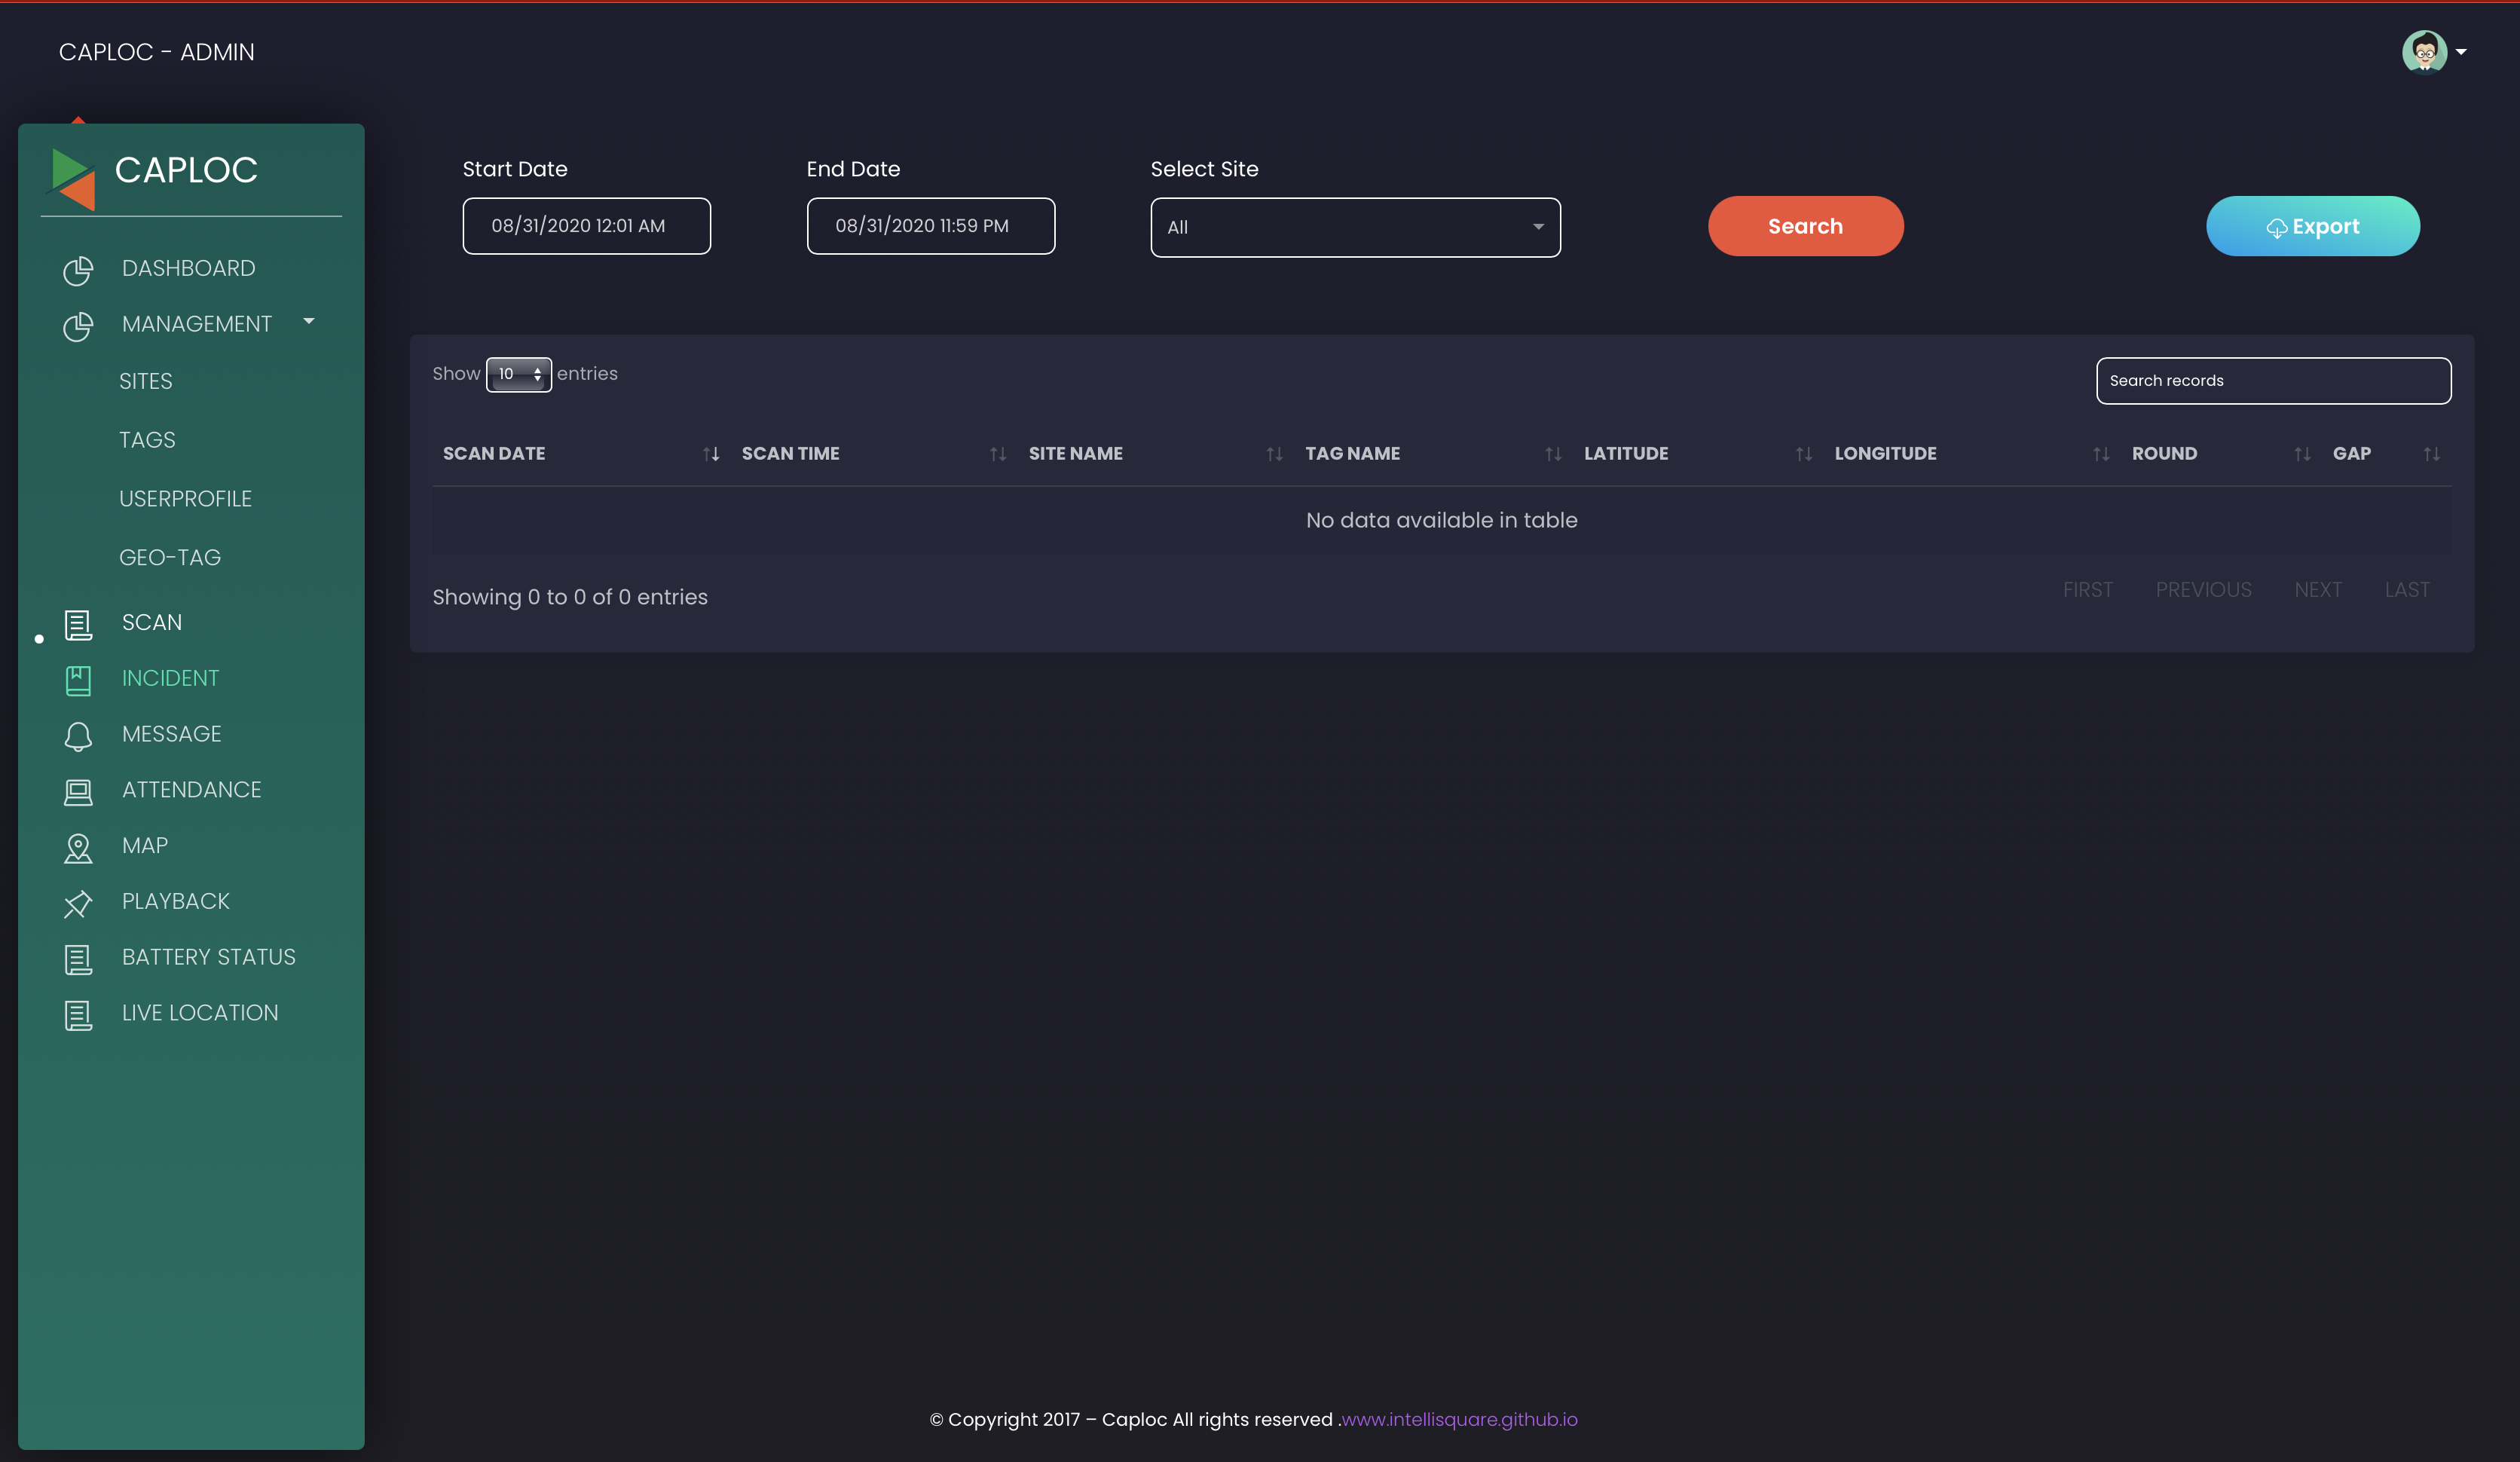 CAPLOC - ADMIN
CAPLOC
DASHBOARD
MANAGEMENT
SITES
TAGS
USERPROFILE
GEO-TAG
SCAN
INCIDENT
MESSAGE
ATTENDANCE
MAP
PLAYBACK
BATTERY STATUS
LIVE LOCATION
Start Date End Date Select Site
08/31/2020 12:01 AM 08/31/2020 11:59 PM All Search Export
Show 10 entries Search records
SCAN DATE SCAN TIME SITE NAME TAG NAME LATITUDE LONGITUDE ROUND GAP
No data available in table
Showing 0 to 0 of 0 entries FIRST PREVIOUS NEXT LAST
© Copyright 2017 – Caploc All rights reserved .www.intellisquare.github.io